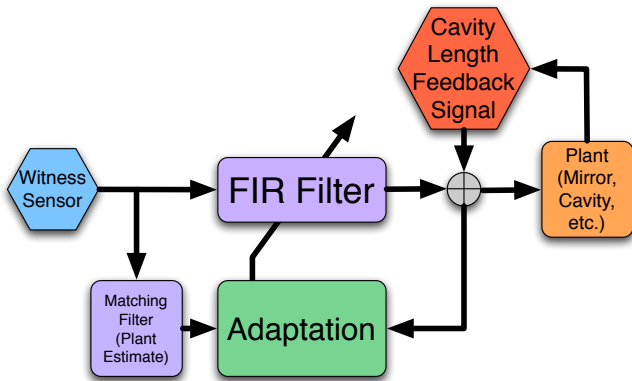 Cavity
Length
Feedback
Signal
Witness
Sensor
FIR Filter
Plant
(Mirror,
Cavity,
etc.)
Matching
Filter
(Plant
Estimate)
Adaptation